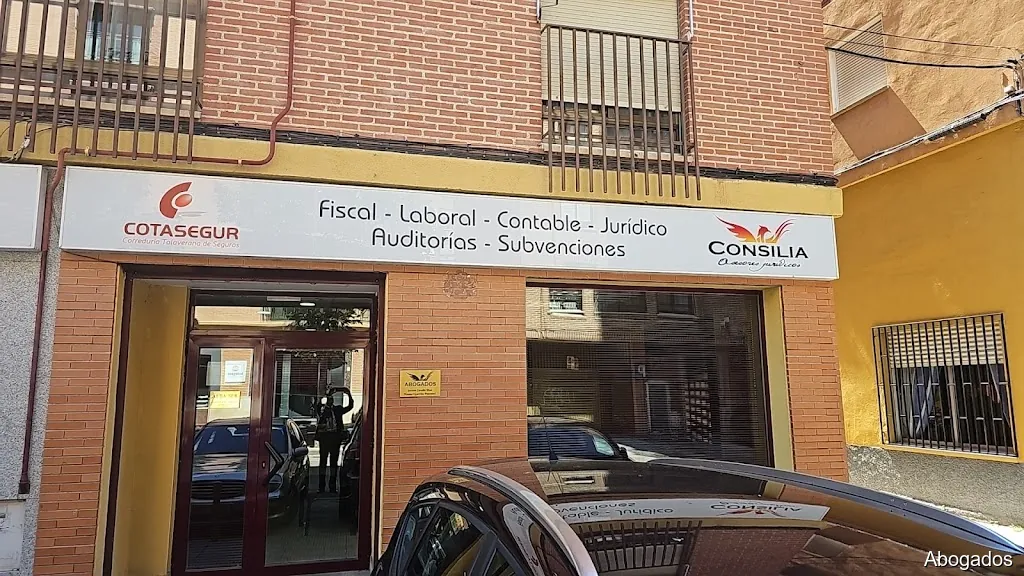 COTASEGUR
Correduría Talaverana de Seguros
Fiscal - Laboral - Contable - Jurídico
Auditorías - Subvenciones
CONSILIA
Asesores jurídicos
ABOGADOS
Abogados